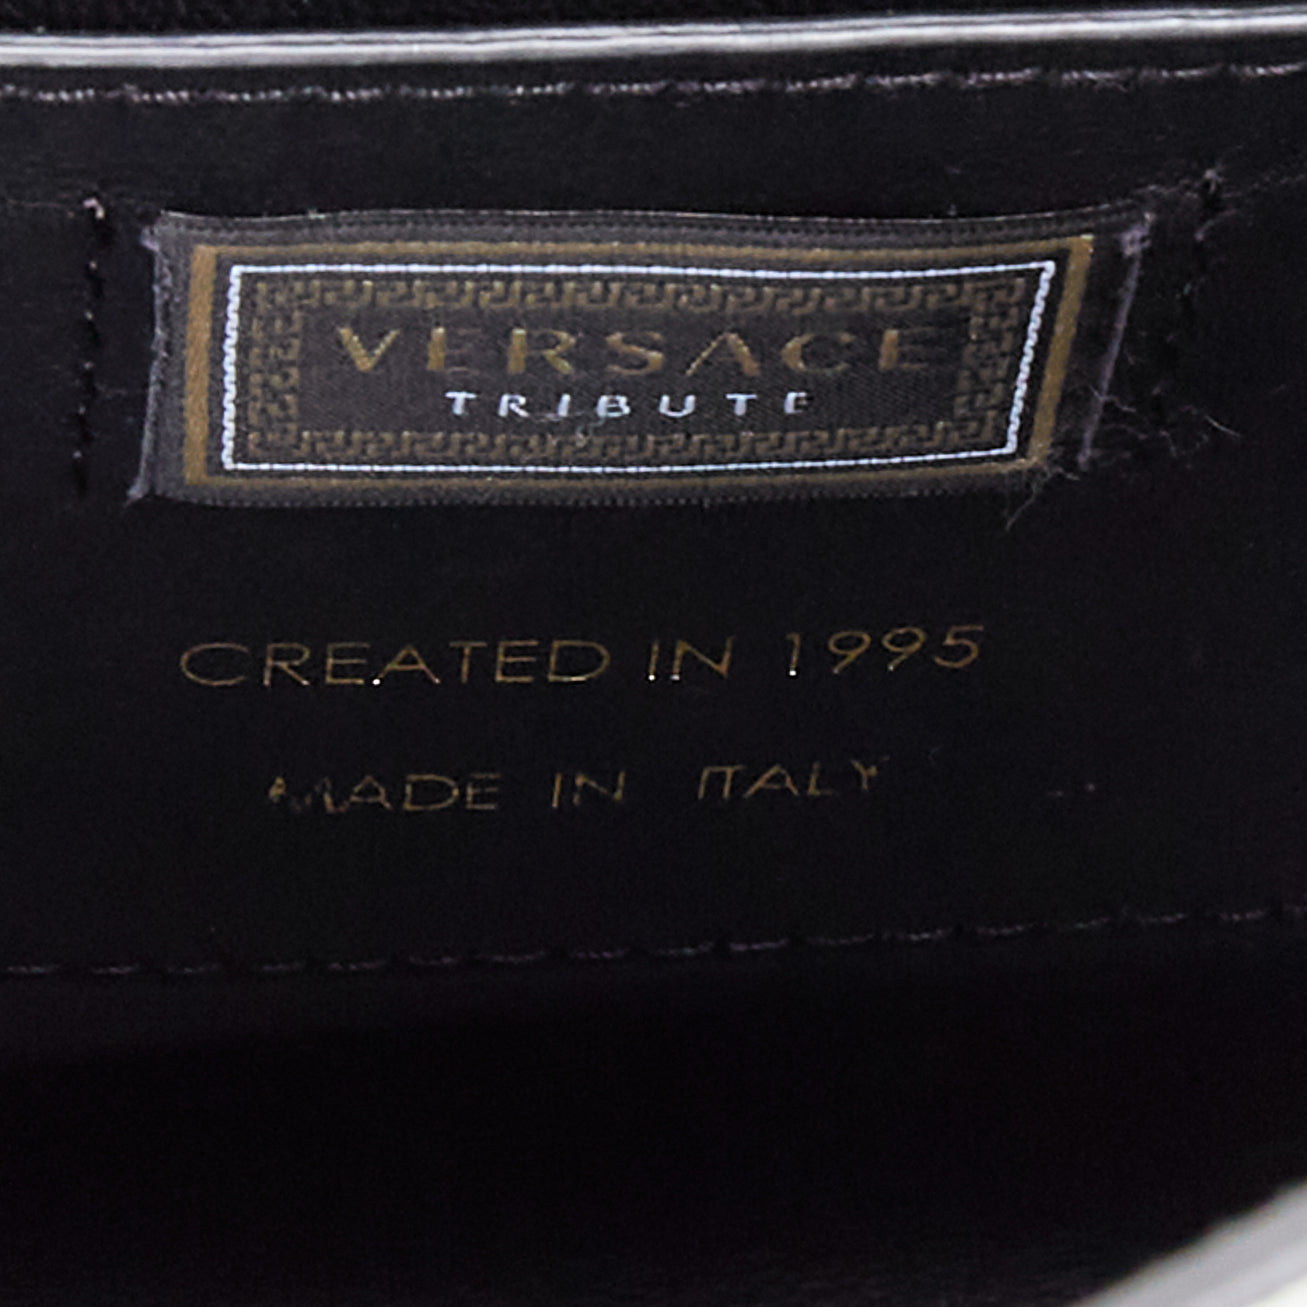 VERSACE
TRIBUTE
CREATED IN 1995
MADE IN ITALY